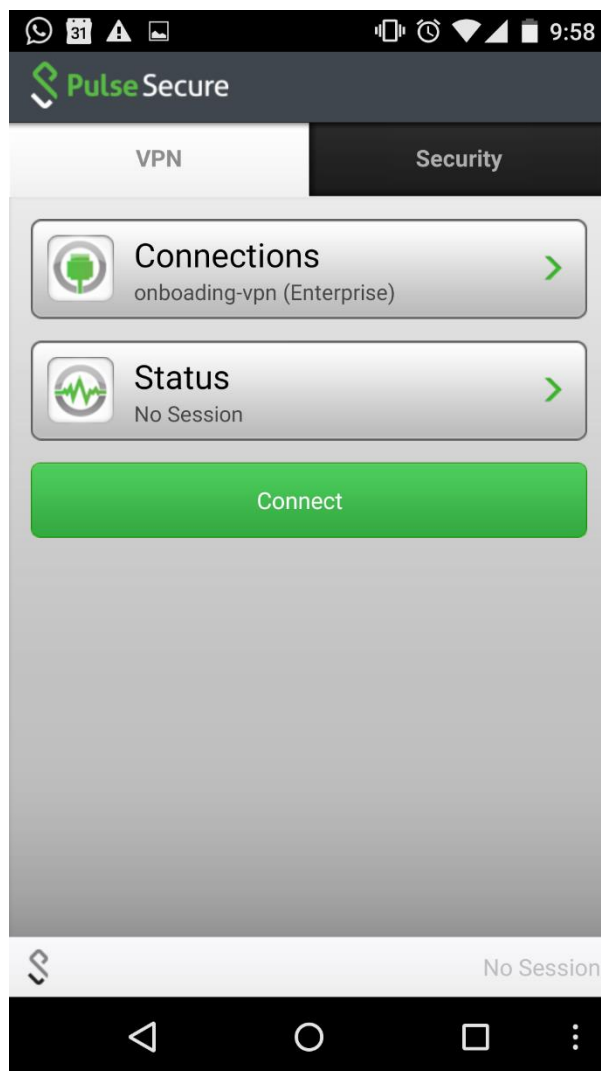 31 9:58
Pulse Secure
VPN Security
Connections
onboading-vpn (Enterprise)
Status
No Session
Connect
No Session